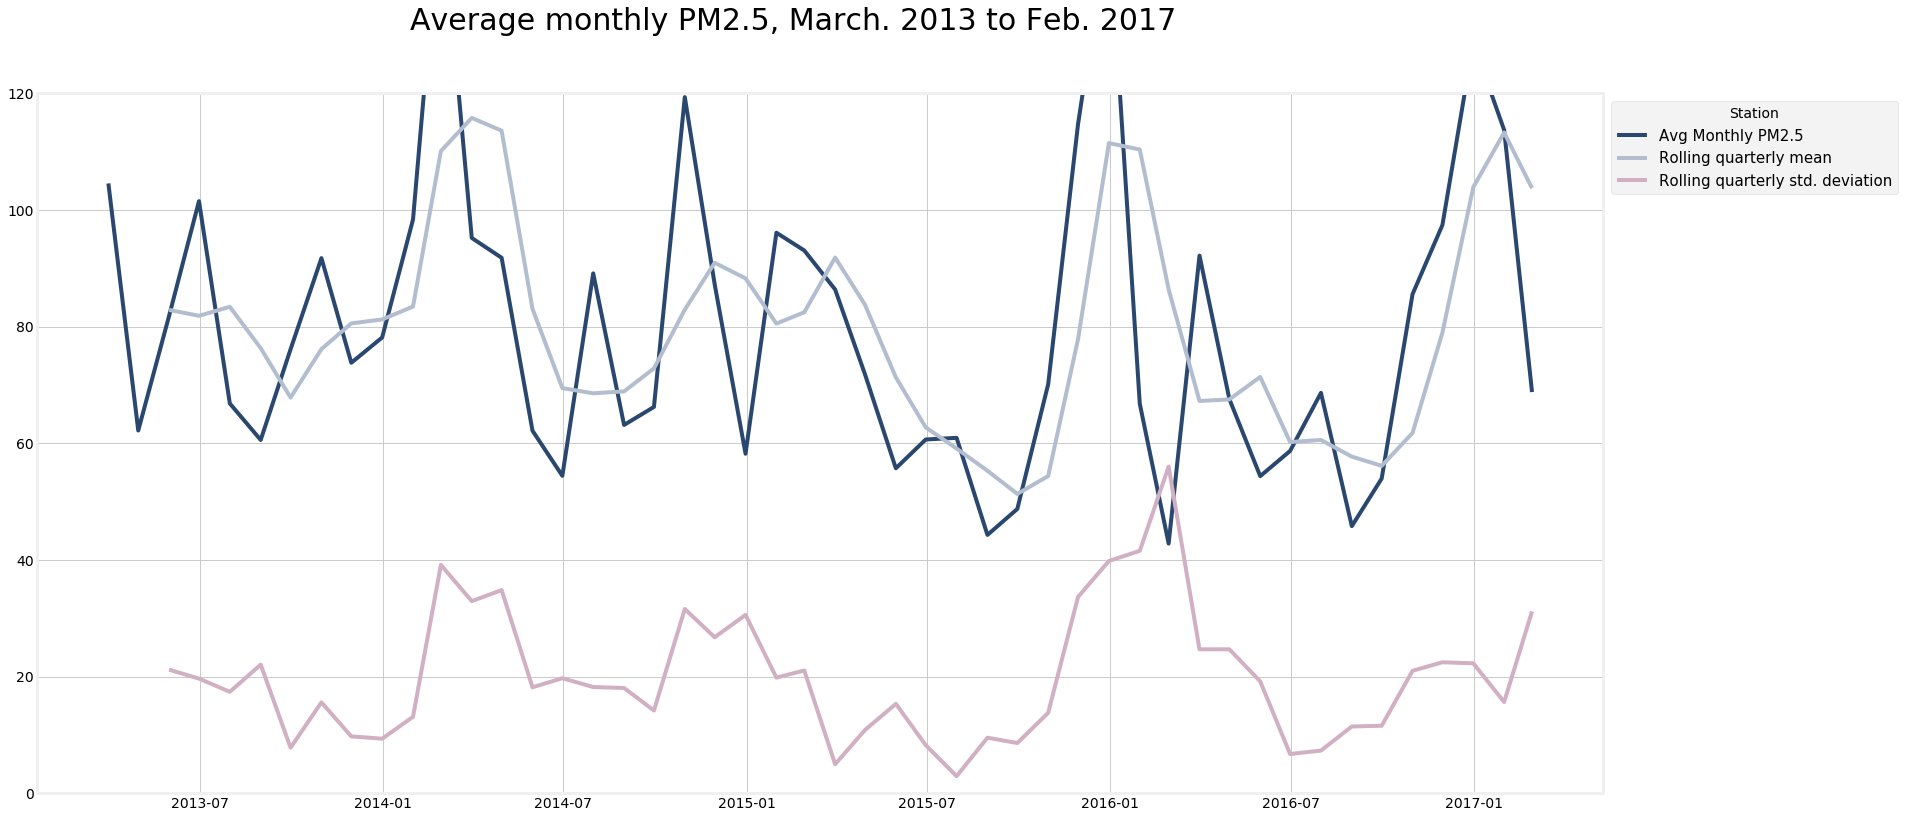 Average monthly PM2.5, March. 2013 to Feb. 2017
120
100
80
60
40
20
0
2013-07 2014-01 2014-07 2015-01 2015-07 2016-01 2016-07 2017-01
Station
Avg Monthly PM2.5
Rolling quarterly mean
Rolling quarterly std. deviation